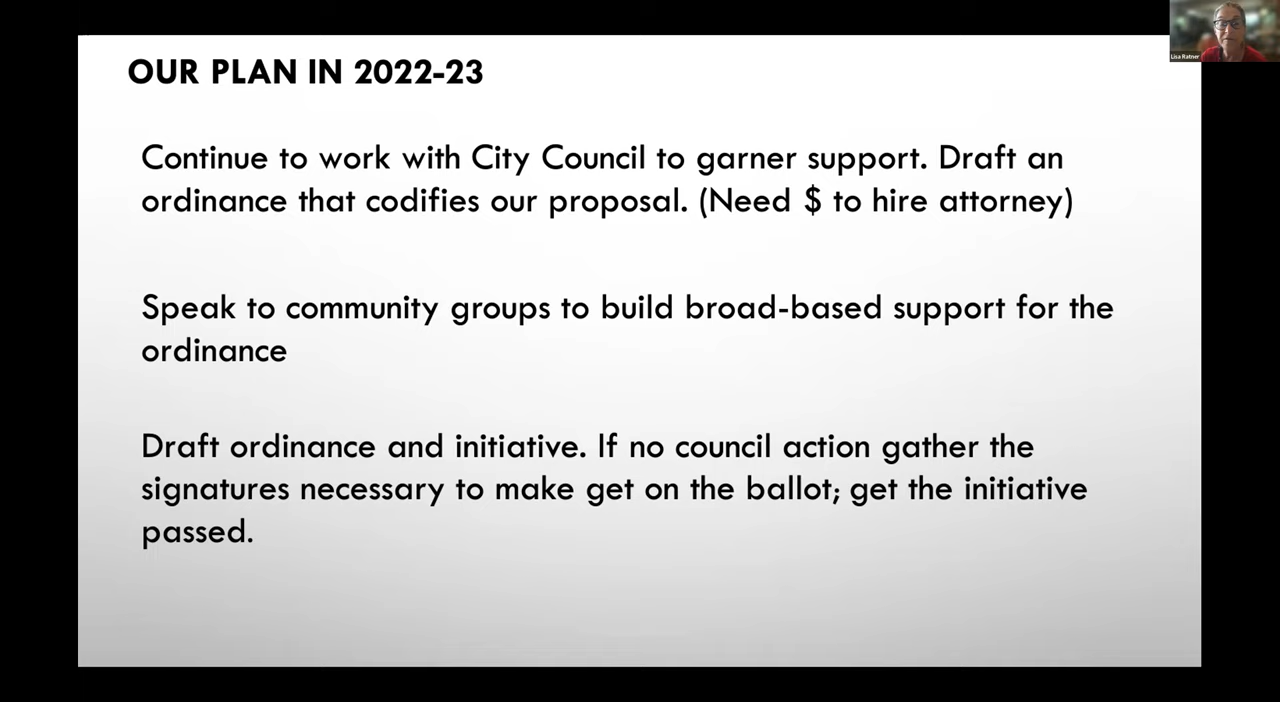 Lisa Ratner
OUR PLAN IN 2022-23
Continue to work with City Council to garner support. Draft an
ordinance that codifies our proposal. (Need $ to hire attorney)
Speak to community groups to build broad-based support for the
ordinance
Draft ordinance and initiative. If no council action gather the
signatures necessary to make get on the ballot; get the initiative
passed.